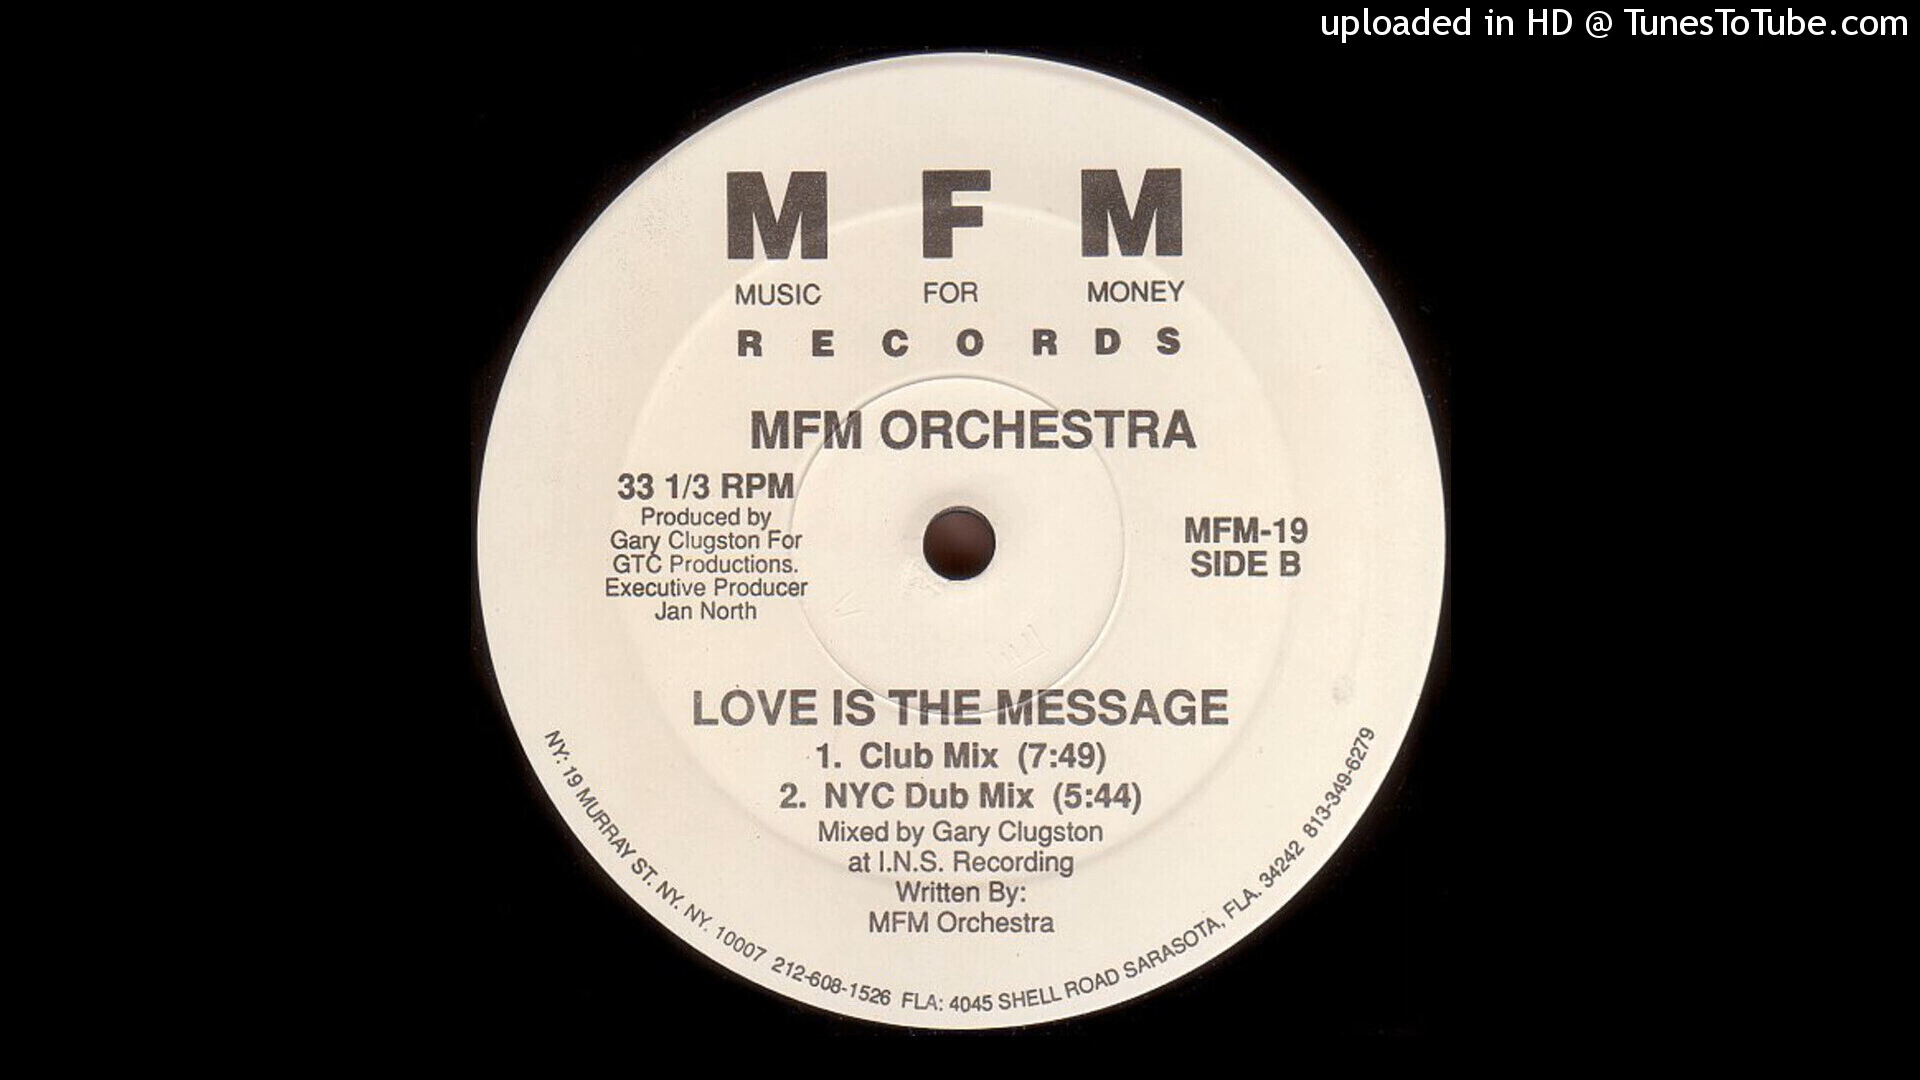 uploaded in HD @ TunesToTube.com
M F M
MUSIC FOR MONEY
RECORDS
MFM ORCHESTRA
33 1/3 RPM
Produced by
Gary Clugston For
GTC Productions.
Executive Producer
Jan North
MFM-19
SIDE B
LOVE IS THE MESSAGE
1. Club Mix (7:49)
2. NYC Dub Mix (5:44)
Mixed by Gary Clugston
at I.N.S. Recording
Written By:
MFM Orchestra
NY: 19 MURRAY ST. NY. NY. 10007 212-608-1526 FLA: 4045 SHELL ROAD SARASOTA, FLA. 34242 813-349-6279